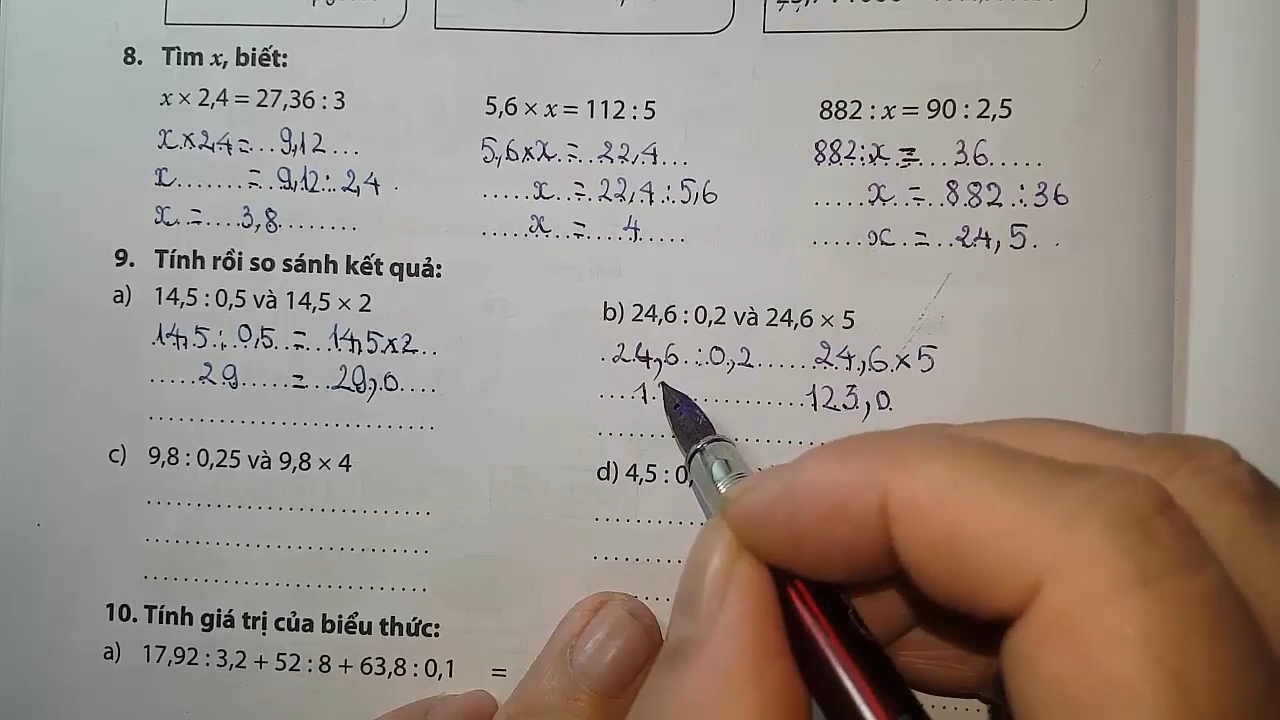 8. Tìm x, biết:
x × 2,4 = 27,36 : 3
x × 2,4 = 9,12
x = 9,12 : 2,4
x = 3,8
5,6 × x = 112 : 5
5,6 × x = 22,4
x = 22,4 : 5,6
x = 4
882 : x = 90 : 2,5
882 : x = 36
x = 882 : 36
x = 24,5
9. Tính rồi so sánh kết quả:
a) 14,5 : 0,5 và 14,5 × 2
14,5 : 0,5 = 14,5 × 2
29 = 29,0
b) 24,6 : 0,2 và 24,6 × 5
24,6 : 0,2 24,6 × 5
1 123,0
c) 9,8 : 0,25 và 9,8 × 4
d) 4,5 : 0,
10. Tính giá trị của biểu thức:
a) 17,92 : 3,2 + 52 : 8 + 63,8 : 0,1 =